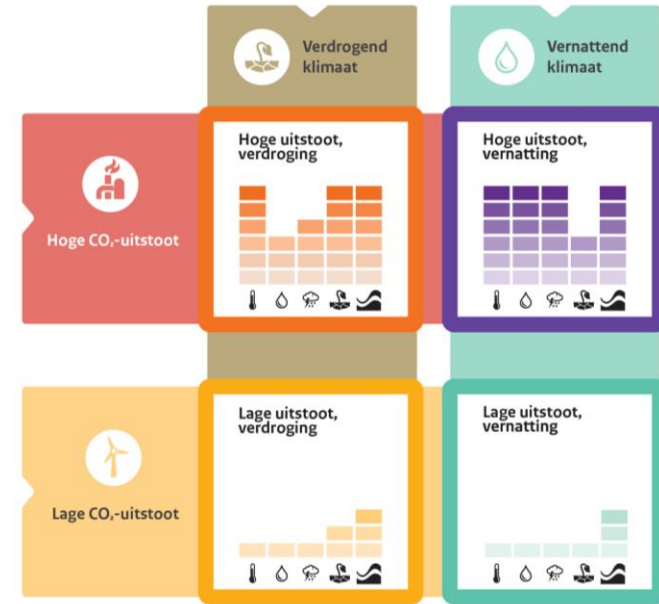 Verdrogend
klimaat
Vernattend
klimaat
Hoge CO₂-uitstoot
Hoge uitstoot,
verdroging
Hoge uitstoot,
vernatting
Lage CO₂-uitstoot
Lage uitstoot,
verdroging
Lage uitstoot,
vernatting